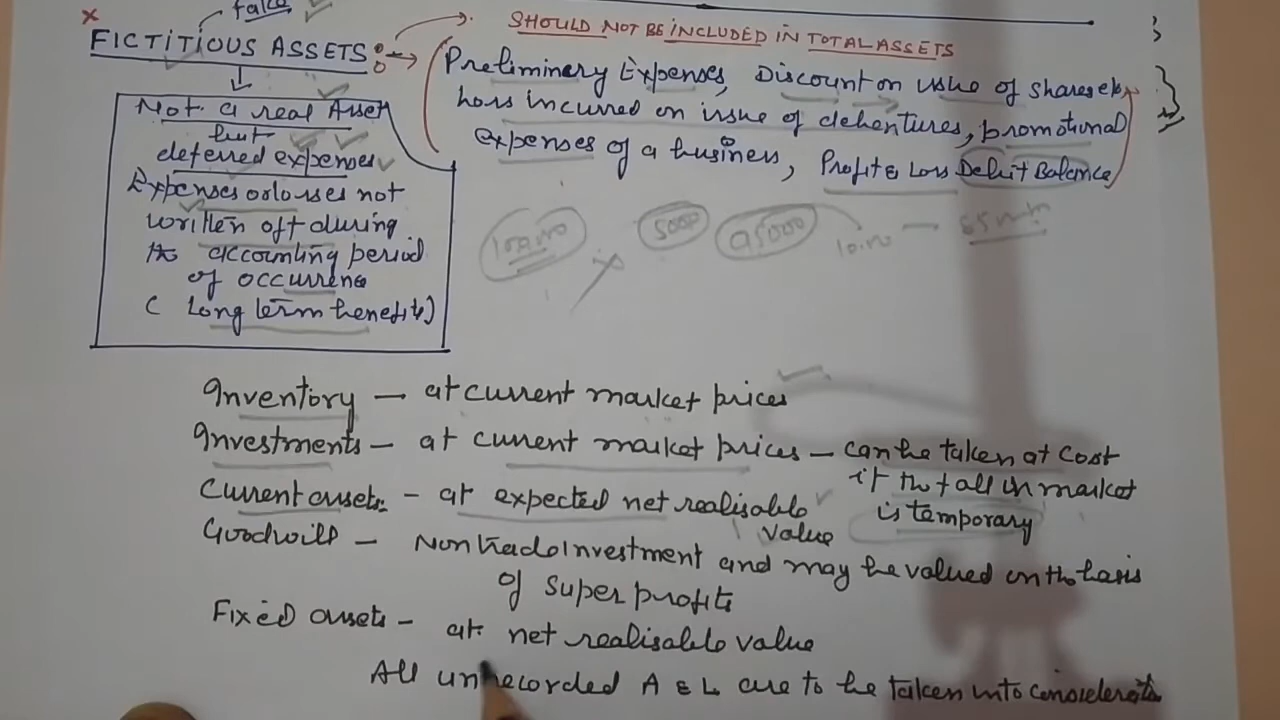 false
SHOULD NOT BE INCLUDED IN TOTAL ASSETS
FICTITIOUS ASSETS
Preliminary Expenses, Discount on issue of shares etc
loss incurred on issue of debentures, promotional
expenses of a business, Profit & Loss Debit Balance
Not a real Asset
but
deferred expenses
Expenses or losses not
written off during
the accounting period
of occurrence
(Long term benefits)
5000
95000
Inventory — at current market prices
Investments — at current market prices — can be taken at cost
if the fall in market
is temporary
Current assets — at expected net realisable
value
Goodwill — Nontrade Investment and may be valued on the basis
of super profits
Fixed assets — at net realisable value
All unrecorded A & L are to be taken into consideration